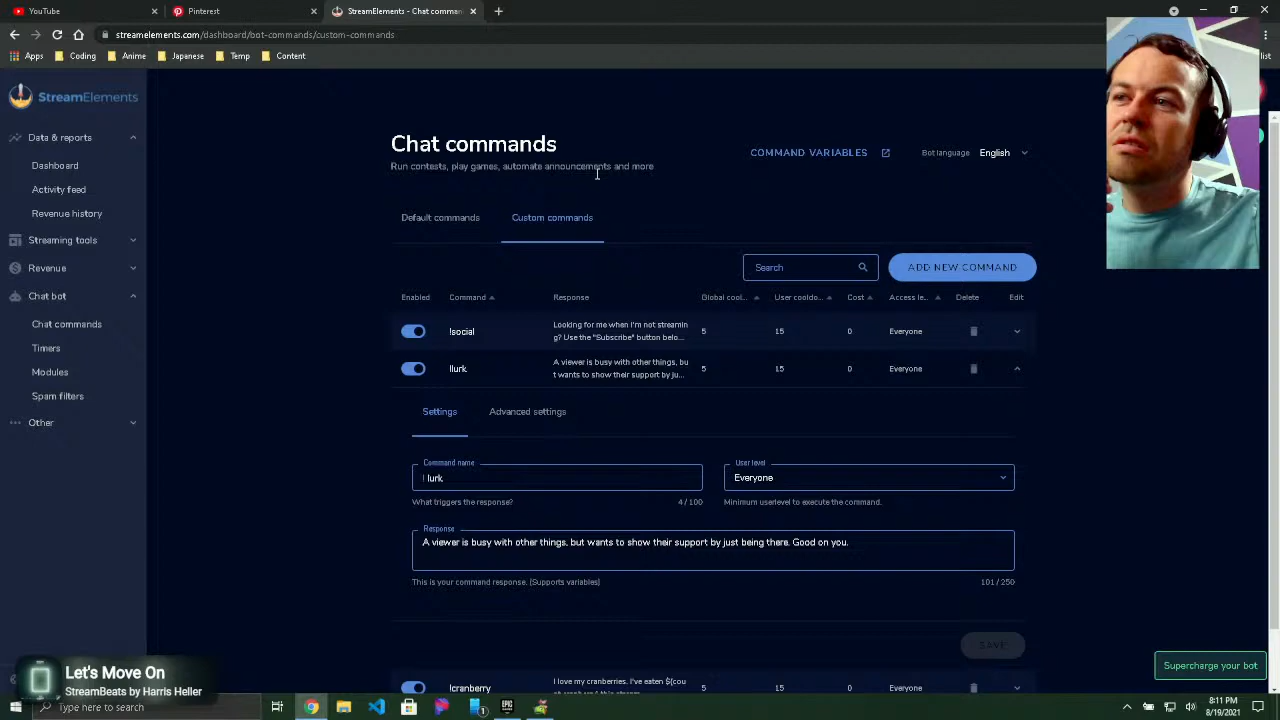 YouTube
Pinterest
StreamElements - Chat comman
streamelements.com/dashboard/bot-commands/custom-commands
Apps
Coding
Anime
Japanese
Temp
Content
list
StreamElements
Data & reports
Dashboard
Activity feed
Revenue history
Streaming tools
Revenue
Chat bot
Chat commands
Timers
Modules
Spam filters
Other
Chat commands
Run contests, play games, automate announcements and more
COMMAND VARIABLES
Bot language
English
Default commands
Custom commands
Search
ADD NEW COMMAND
Enabled
Command
Response
Global cool...
User cooldo...
Cost
Access le...
Delete
Edit
!social
Looking for me when I'm not streamin
g? Use the "Subscribe" button belo...
5
15
0
Everyone
!lurk
A viewer is busy with other things, bu
t wants to show their support by ju...
5
15
0
Everyone
Settings
Advanced settings
Command name
! lurk
What triggers the response?
4 / 100
User level
Everyone
Minimum userlevel to execute the command.
Response
A viewer is busy with other things, but wants to show their support by just being there. Good on you.
This is your command response. (Supports variables)
101 / 250
SAVE
!cranberry
I love my cranberries. I've eaten ${cou
5
15
0
Everyone
Supercharge your bot
Let's Move On
StreamBeats by Harris Heller
Type here to search
8:11 PM
8/19/2021